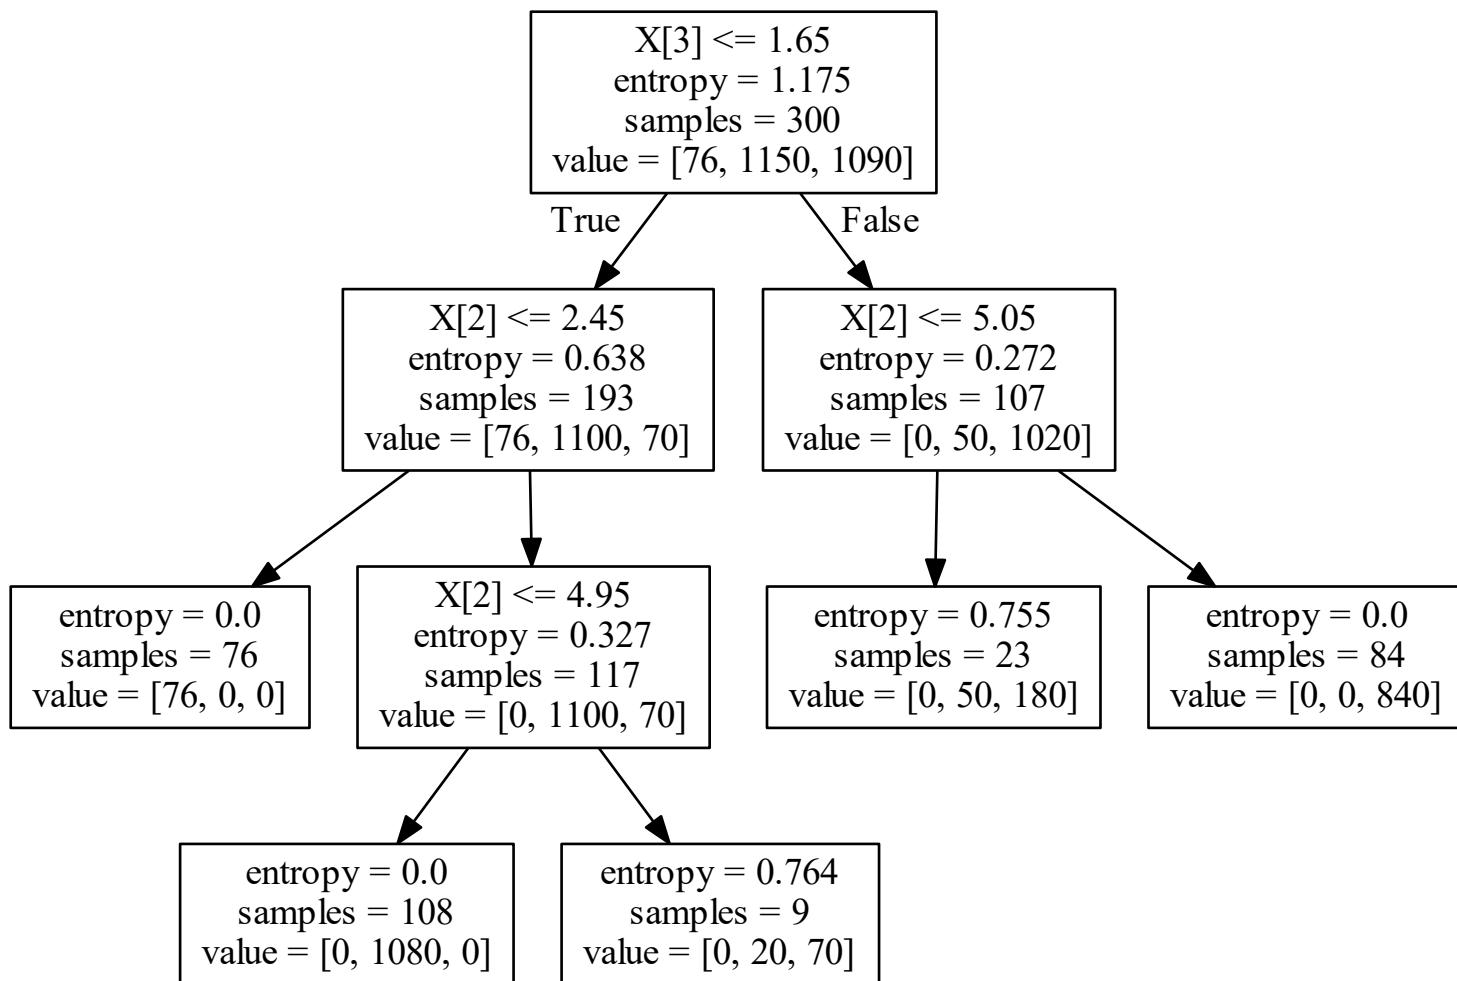 X[3] <= 1.65
entropy = 1.175
samples = 300
value = [76, 1150, 1090]
True
False
X[2] <= 2.45
entropy = 0.638
samples = 193
value = [76, 1100, 70]
X[2] <= 5.05
entropy = 0.272
samples = 107
value = [0, 50, 1020]
entropy = 0.0
samples = 76
value = [76, 0, 0]
X[2] <= 4.95
entropy = 0.327
samples = 117
value = [0, 1100, 70]
entropy = 0.755
samples = 23
value = [0, 50, 180]
entropy = 0.0
samples = 84
value = [0, 0, 840]
entropy = 0.0
samples = 108
value = [0, 1080, 0]
entropy = 0.764
samples = 9
value = [0, 20, 70]